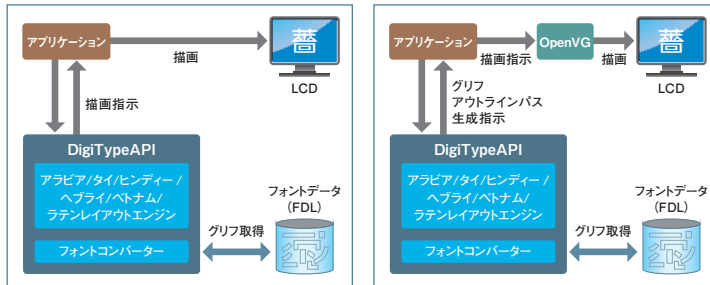 アプリケーション
描画
蕎
LCD
描画指示
DigiTypeAPI
アラビア/タイ/ヒンディー/
ヘブライ/ベトナム/
ラテンレイアウトエンジン
フォントコンバーター
グリフ取得
フォントデータ
(FDL)
アプリケーション
描画指示
OpenVG
描画
蕎
LCD
グリフ
アウトラインパス
生成指示
DigiTypeAPI
アラビア/タイ/ヒンディー/
ヘブライ/ベトナム/
ラテンレイアウトエンジン
フォントコンバーター
グリフ取得
フォントデータ
(FDL)